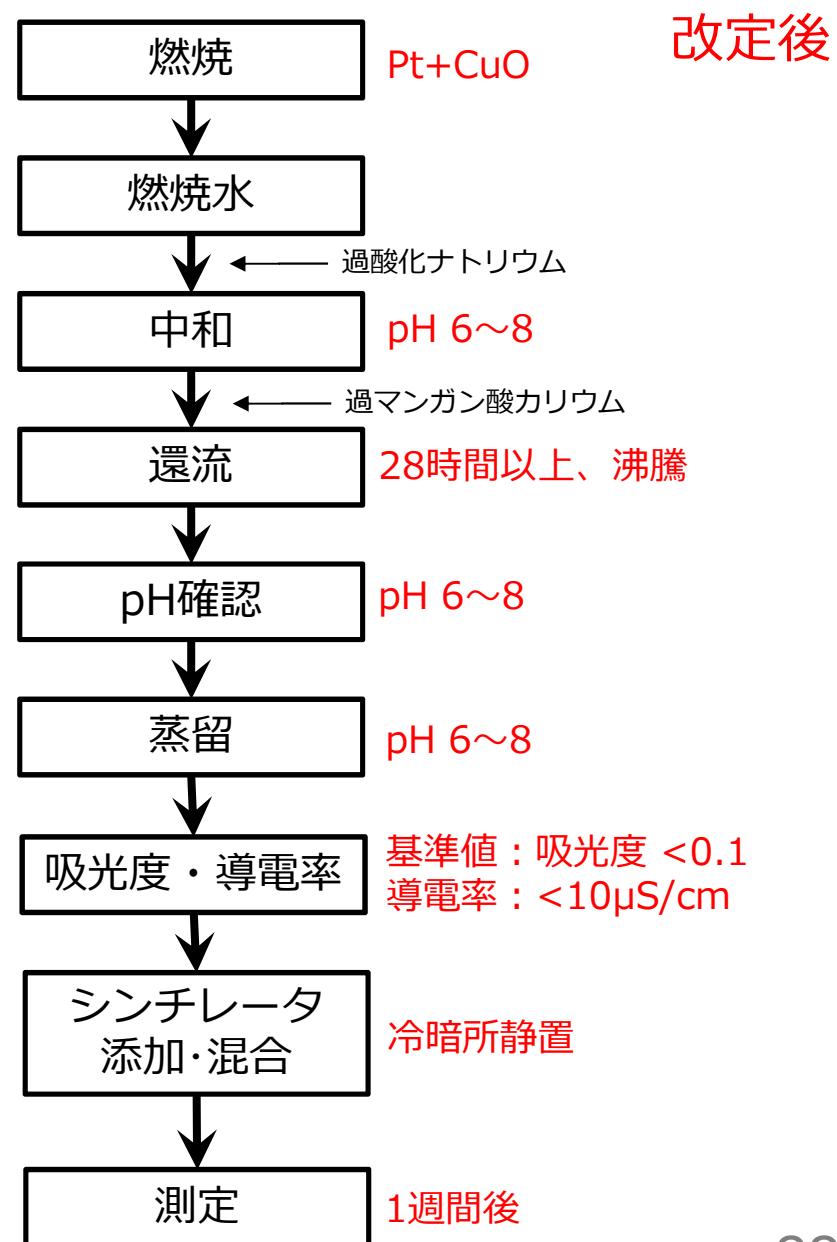 改定後
燃焼
Pt+CuO
燃焼水
過酸化ナトリウム
中和
pH 6～8
過マンガン酸カリウム
還流
28時間以上、沸騰
pH確認
pH 6～8
蒸留
pH 6～8
吸光度・導電率
基準値：吸光度 <0.1
導電率：<10µS/cm
シンチレータ
添加･混合
冷暗所静置
測定
1週間後